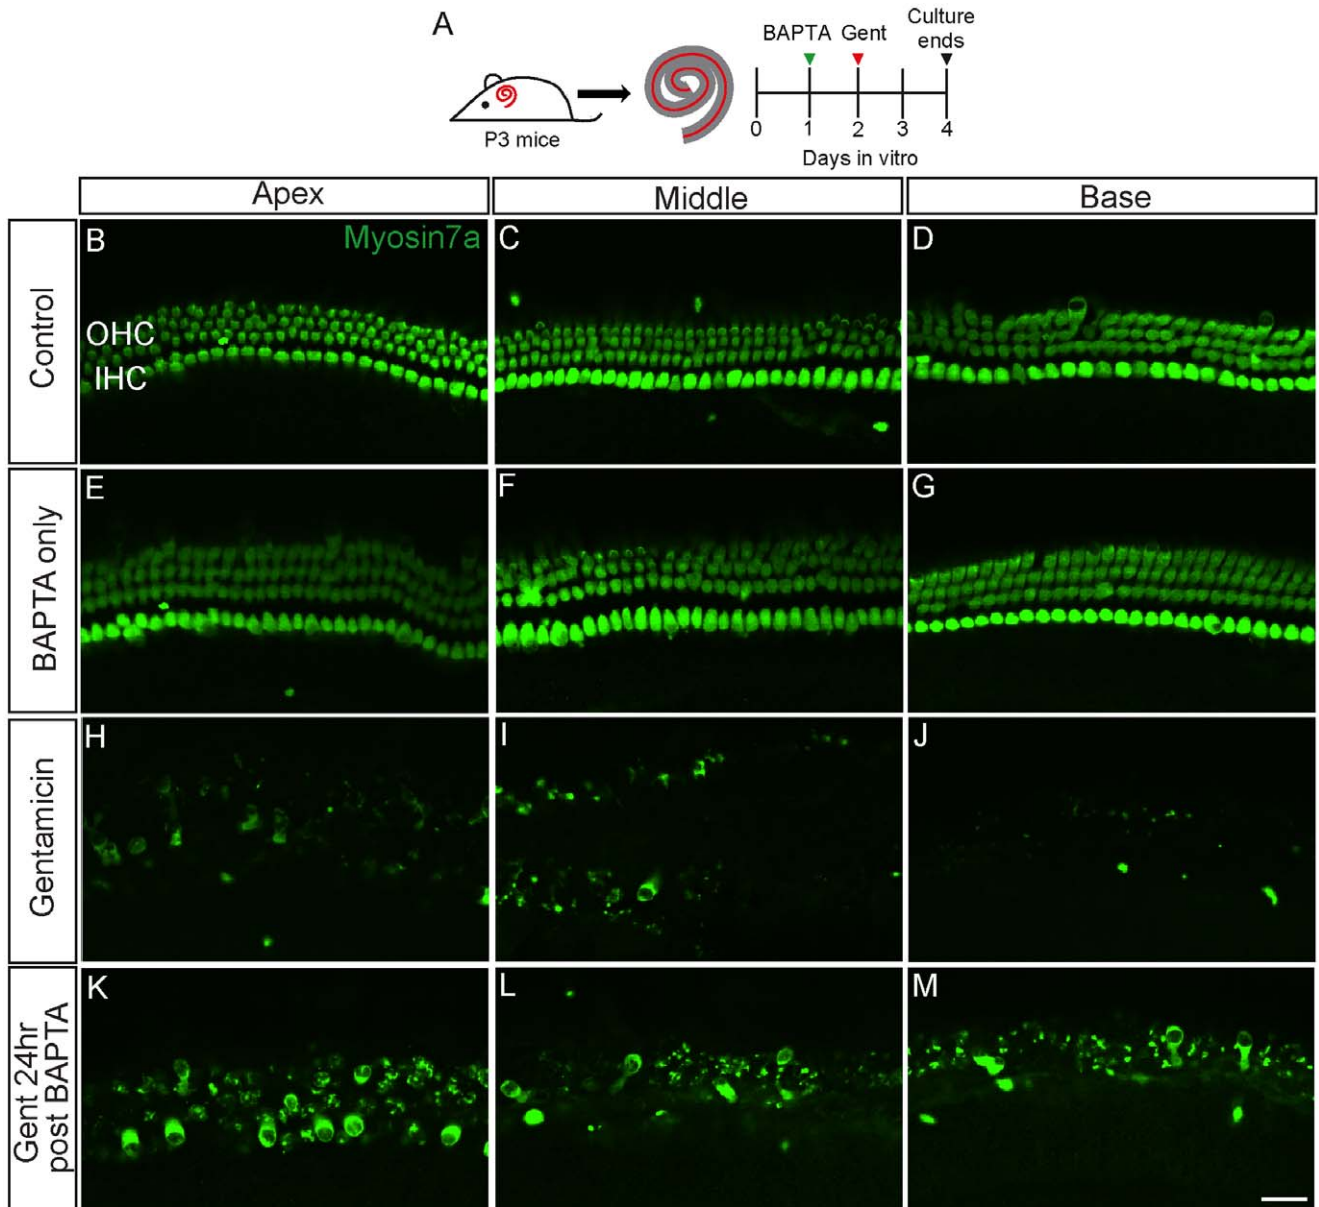 A
BAPTA Gent
Culture
ends
P3 mice
0 1 2 3 4
Days in vitro
Apex
Middle
Base
Control
B
Myosin7a
OHC
IHC
C
D
BAPTA only
E
F
G
Gentamicin
H
I
J
Gent 24hr
post BAPTA
K
L
M